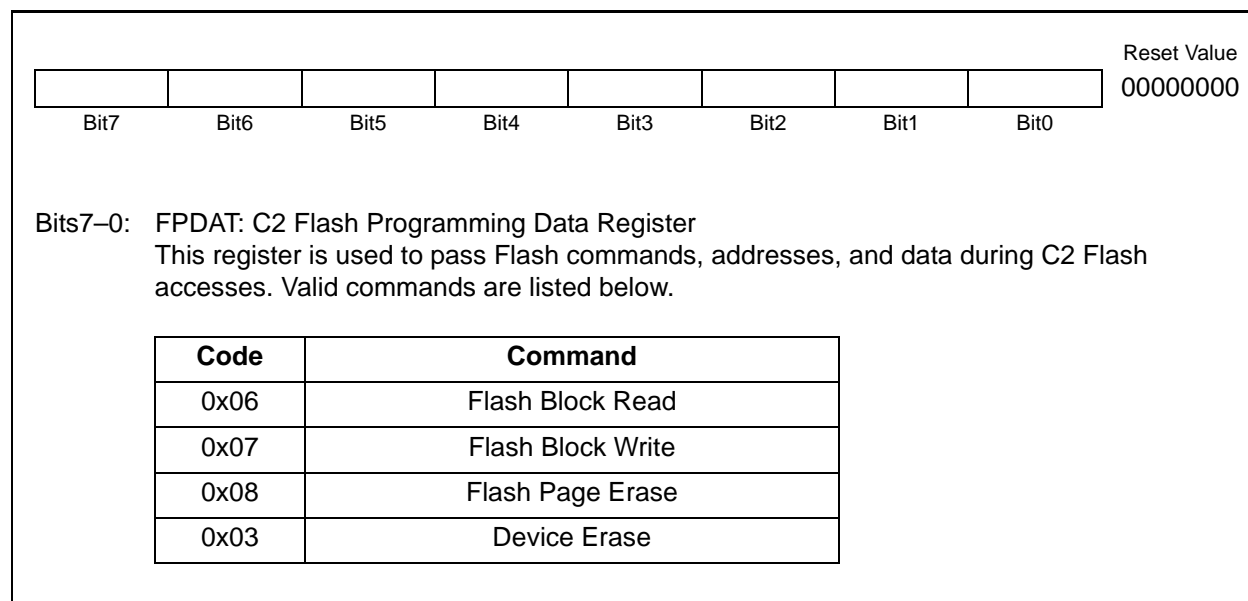 Reset Value
00000000
Bit7 Bit6 Bit5 Bit4 Bit3 Bit2 Bit1 Bit0
Bits7–0: FPDAT: C2 Flash Programming Data Register
This register is used to pass Flash commands, addresses, and data during C2 Flash
accesses. Valid commands are listed below.
Code Command
0x06 Flash Block Read
0x07 Flash Block Write
0x08 Flash Page Erase
0x03 Device Erase